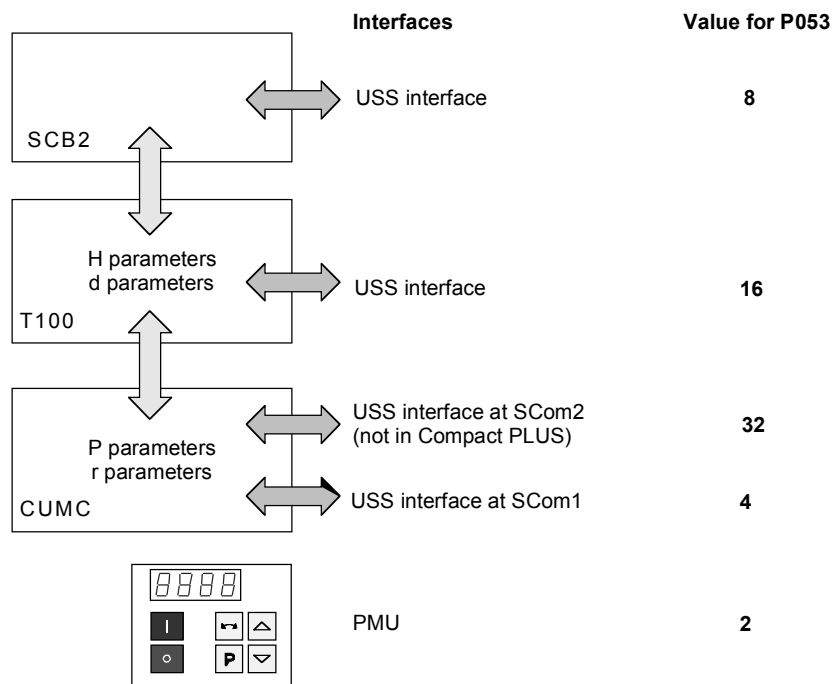 Interfaces Value for P053
USS interface 8
SCB2
H parameters
d parameters
USS interface 16
T100
USS interface at SCom2
(not in Compact PLUS) 32
P parameters
r parameters
USS interface at SCom1 4
CUMC
8888
I
PMU 2
O P